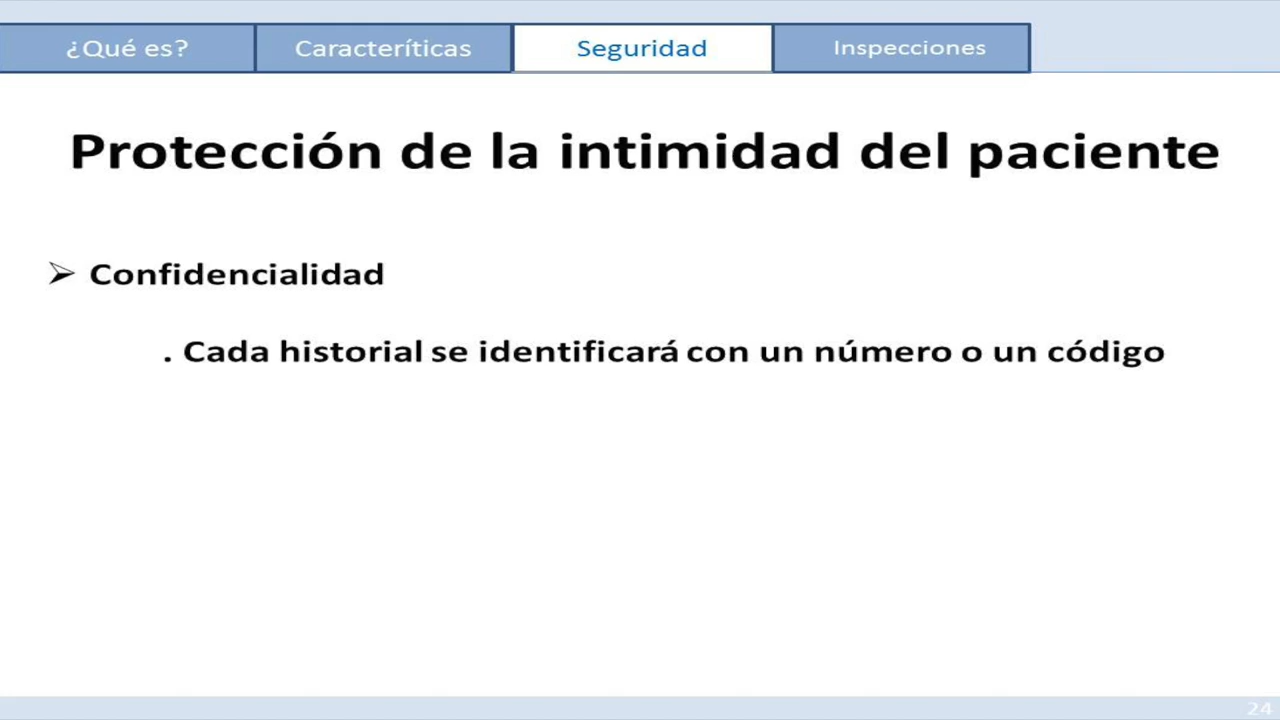 ¿Qué es? Caracteríticas Seguridad Inspecciones
Protección de la intimidad del paciente
➢ Confidencialidad
. Cada historial se identificará con un número o un código
24